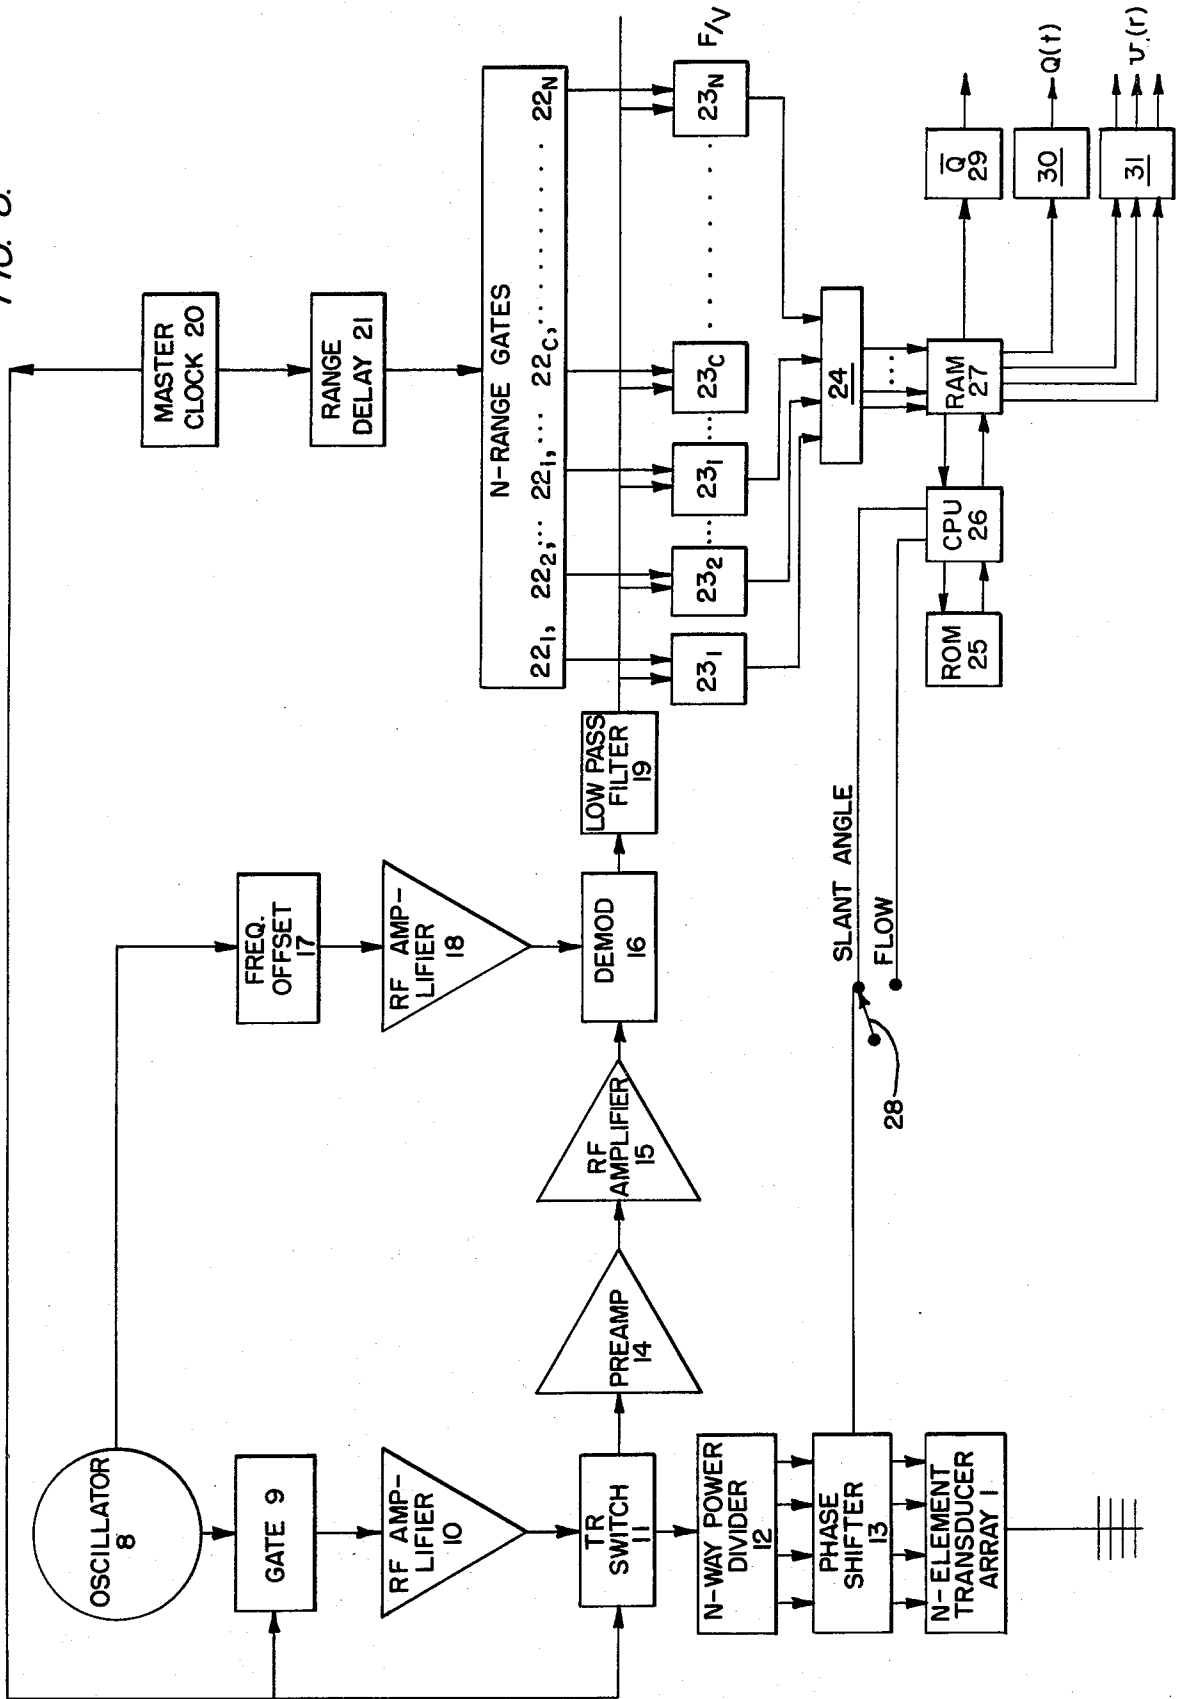 FIG. 8.
OSCILLATOR
8
GATE 9
RF AMP-
LIFIER
10
TR
SWITCH
11
N-WAY POWER
DIVIDER
12
PHASE
SHIFTER
13
N-ELEMENT
TRANSDUCER
ARRAY 1
PREAMP
14
RF
AMPLIFIER
15
FREQ.
OFFSET
17
RF AMP-
LIFIER
18
DEMOD
16
LOW PASS
FILTER
19
MASTER
CLOCK 20
RANGE
DELAY 21
N-RANGE GATES
22₁, 22₂,... 22₁,... 22C,......... 22N
23₁ 23₂ ... 23₁ ... 23C ........ 23N
F/V
24
SLANT ANGLE
FLOW
28
ROM
25
CPU
26
RAM
27
Q̅
29
30
Q(t)
31
υ(r)